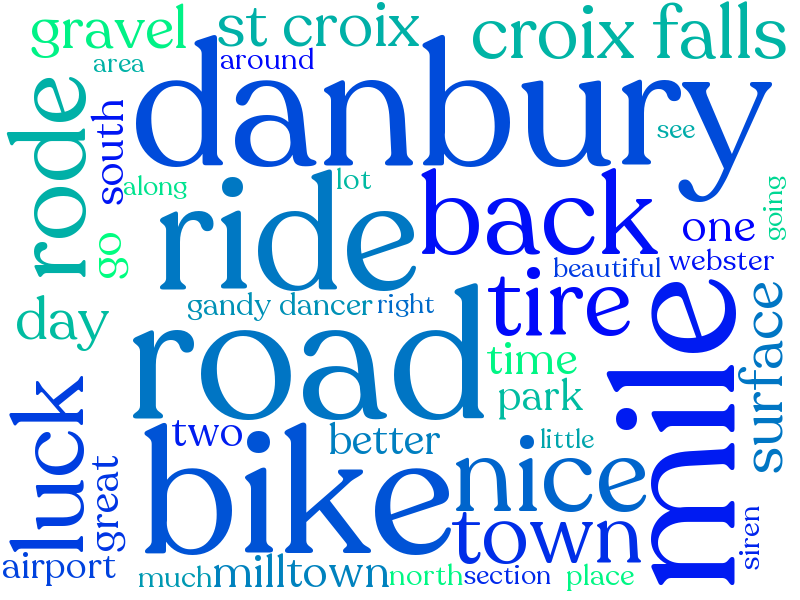 gravel
st croix
croix falls
area
around
danbury
rode
south
see
along
lot
ride
back
going
go
one
beautiful
webster
day
gandy dancer
right
tire
mile
road
time
surface
park
luck
two
better
little
great
bike
nice
town
siren
airport
much
milltown
north
section
place